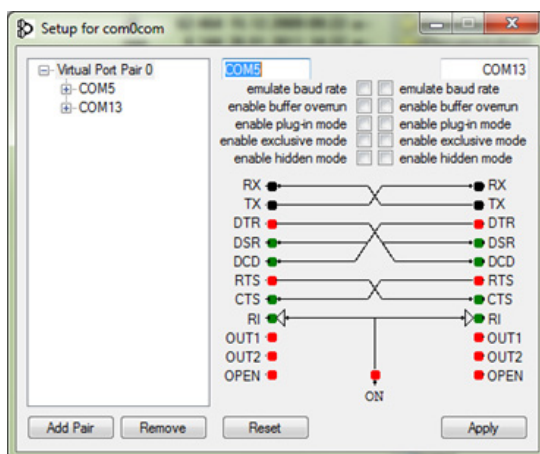 Setup for com0com
Virtual Port Pair 0
COM5
COM13
COM5 COM13
emulate baud rate emulate baud rate
enable buffer overrun enable buffer overrun
enable plug-in mode enable plug-in mode
enable exclusive mode enable exclusive mode
enable hidden mode enable hidden mode
RX RX
TX TX
DTR DTR
DSR DSR
DCD DCD
RTS RTS
CTS CTS
RI RI
OUT1 OUT1
OUT2 OUT2
OPEN OPEN
ON
Add Pair Remove Reset Apply